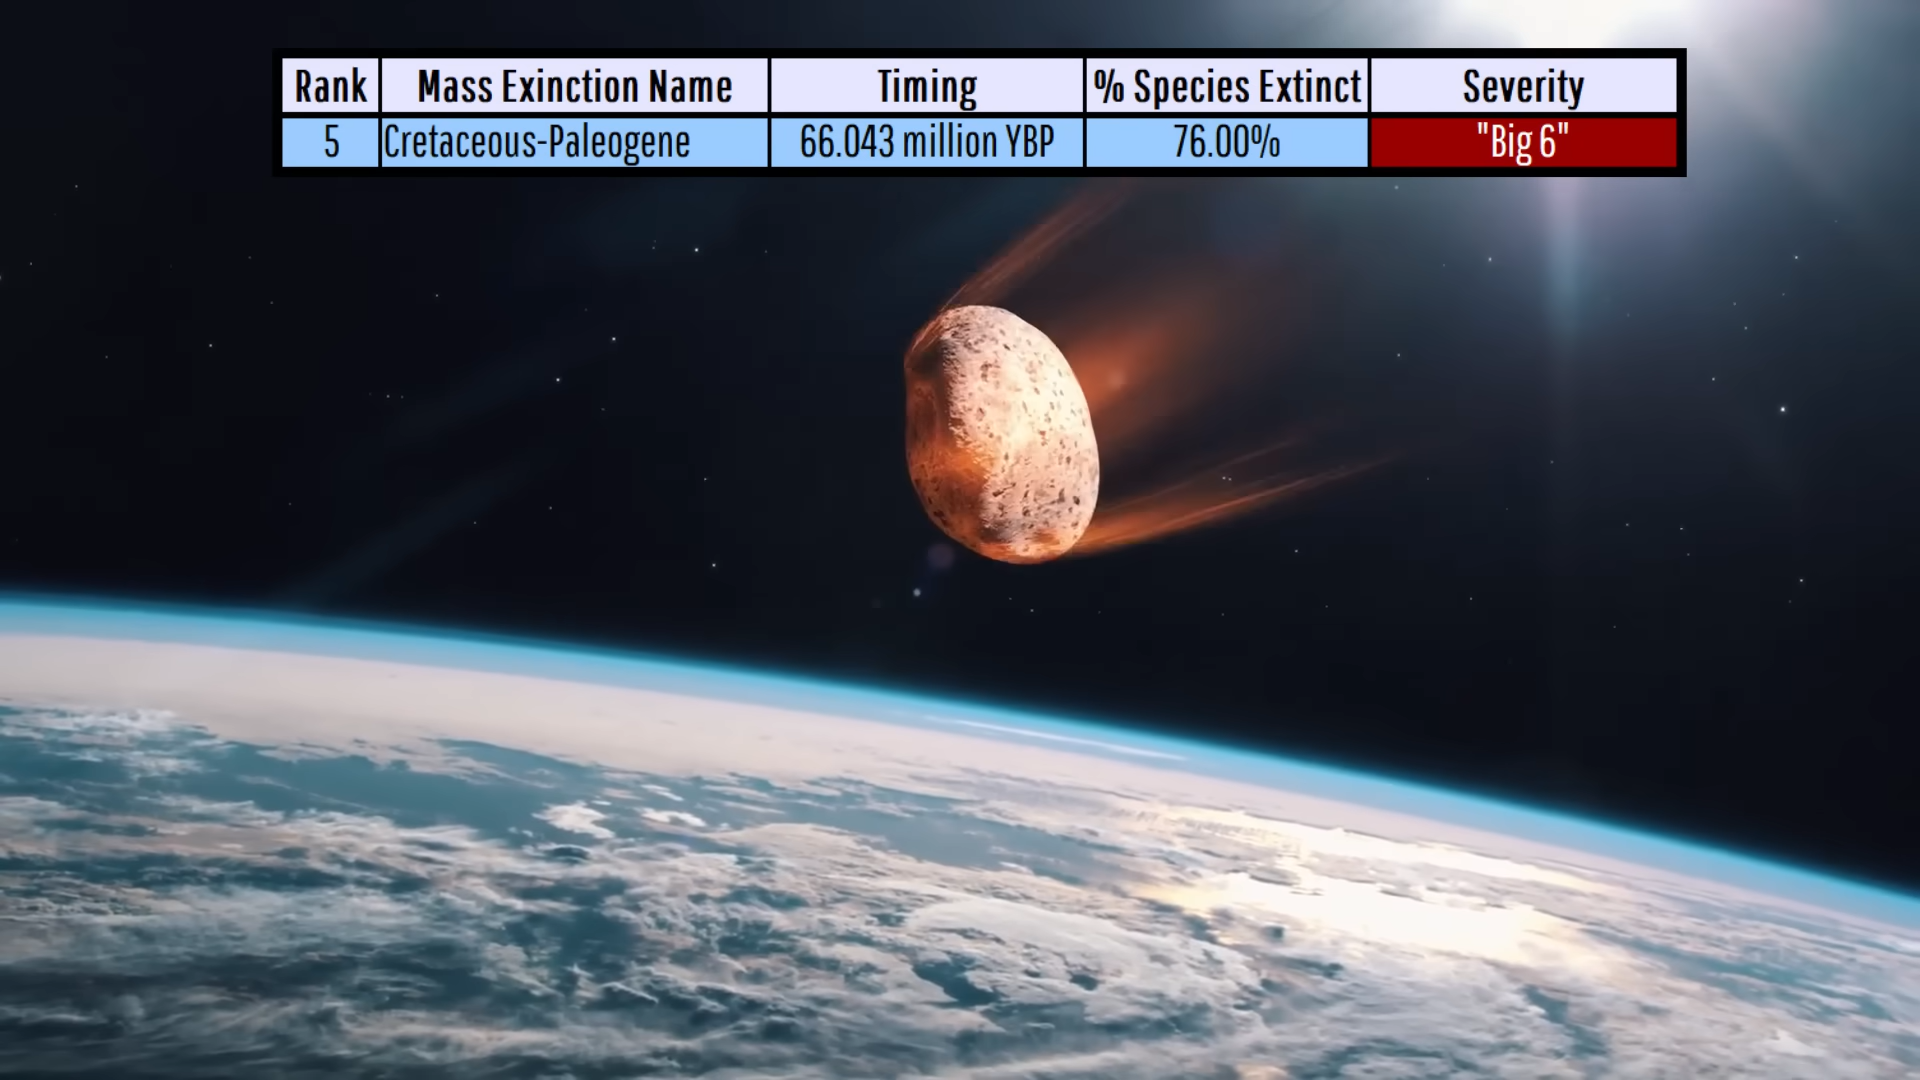 Rank Mass Exinction Name Timing % Species Extinct Severity
5 Cretaceous-Paleogene 66.043 million YBP 76.00% "Big 6"